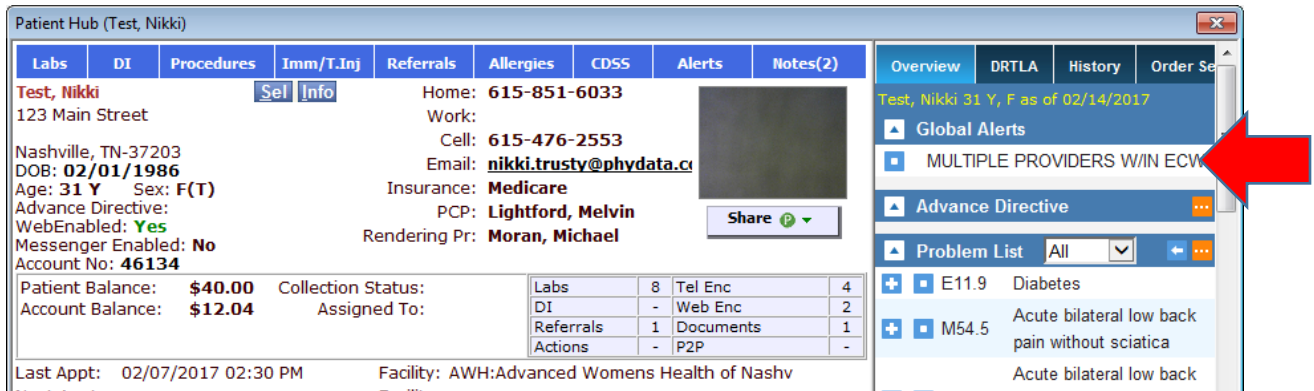 Patient Hub (Test, Nikki)
Labs DI Procedures Imm/T.Inj Referrals Allergies CDSS Alerts Notes(2)
Test, Nikki Sel Info
123 Main Street
Nashville, TN-37203
DOB: 02/01/1986
Age: 31 Y Sex: F(T)
Advance Directive:
WebEnabled: Yes
Messenger Enabled: No
Account No: 46134
Home: 615-851-6033
Work:
Cell: 615-476-2553
Email: nikki.trusty@phydata.co
Insurance: Medicare
PCP: Lightford, Melvin
Rendering Pr: Moran, Michael
Share P
Patient Balance: $40.00 Collection Status:
Account Balance: $12.04 Assigned To:
Labs 8 Tel Enc 4
DI - Web Enc 2
Referrals 1 Documents 1
Actions - P2P -
Last Appt: 02/07/2017 02:30 PM Facility: AWH:Advanced Womens Health of Nashv
Overview DRTLA History Order Se
Test, Nikki 31 Y, F as of 02/14/2017
Global Alerts
MULTIPLE PROVIDERS W/IN ECW
Advance Directive
Problem List All
E11.9 Diabetes
M54.5 Acute bilateral low back
pain without sciatica
Acute bilateral low back